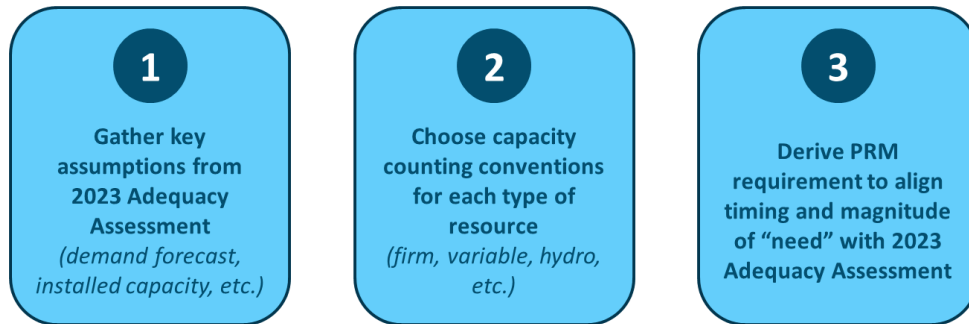 1
Gather key
assumptions from
2023 Adequacy
Assessment
(demand forecast,
installed capacity, etc.)
2
Choose capacity
counting conventions
for each type of
resource
(firm, variable, hydro,
etc.)
3
Derive PRM
requirement to align
timing and magnitude
of “need” with 2023
Adequacy Assessment